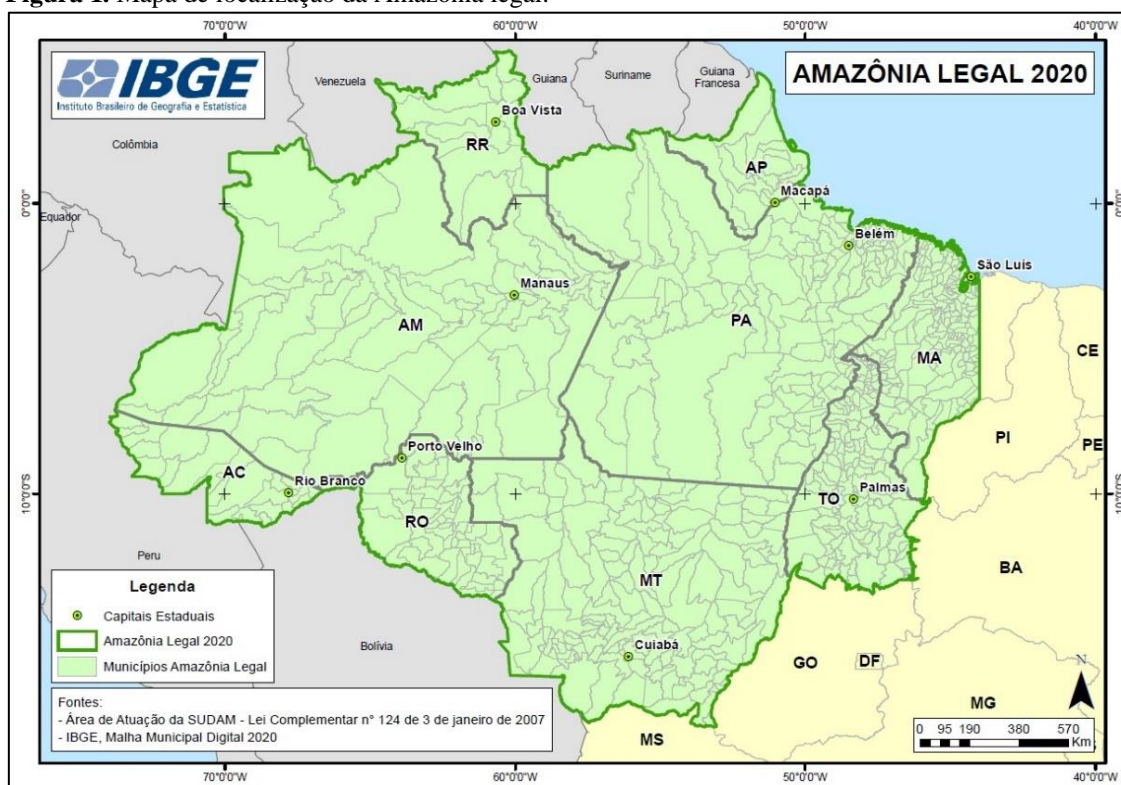 Figura 1. Mapa de localização da Amazônia legal.
70°0'0"W 60°0'0"W 50°0'0"W 40°0'0"W
IBGE
Instituto Brasileiro de Geografia e Estatística
AMAZÔNIA LEGAL 2020
Venezuela
Guiana
Suriname
Guiana
Francesa
Colômbia
Boa Vista
RR
AP
Macapá
0°0'0"
0°0'0"
Equador
Belém
São Luís
Manaus
AM
PA
MA
CE
PI
PE
Porto Velho
AC
Rio Branco
TO
Palmas
10°0'0"S
10°0'0"S
RO
Peru
MT
BA
Legenda
Capitais Estaduais
Amazônia Legal 2020
Municípios Amazônia Legal
Bolívia
Cuiabá
GO
DF
N
Fontes:
- Área de Atuação da SUDAM - Lei Complementar n° 124 de 3 de janeiro de 2007
- IBGE, Malha Municipal Digital 2020
MG
MS
0 95 190 380 570
Km
70°0'0"W 60°0'0"W 50°0'0"W 40°0'0"W